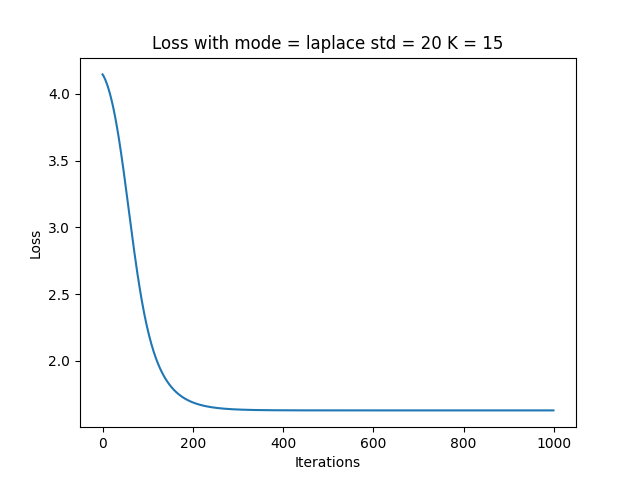 Loss with mode = laplace std = 20 K = 15
4.0
3.5
3.0
2.5
2.0
Loss
0 200 400 600 800 1000
Iterations